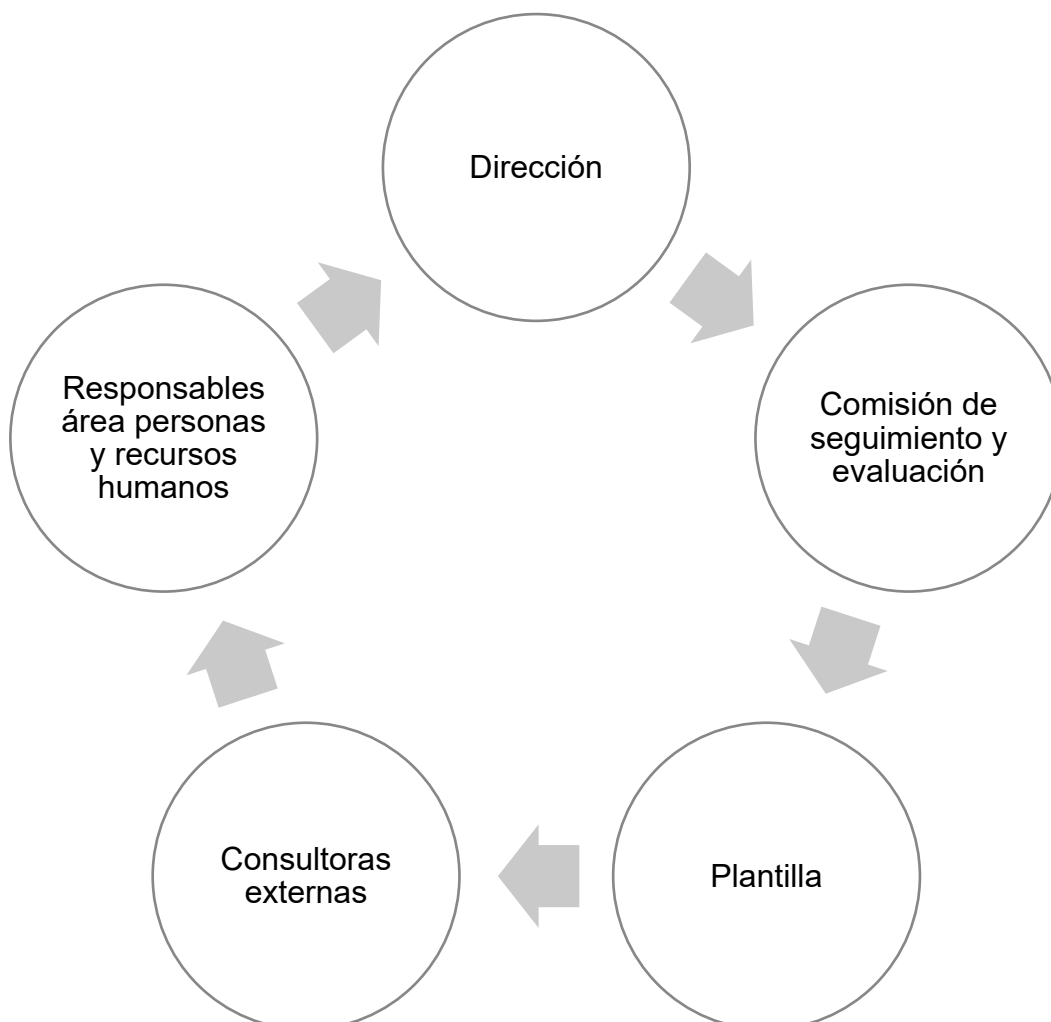 Dirección
Comisión de
seguimiento y
evaluación
Plantilla
Consultoras
externas
Responsables
área personas
y recursos
humanos